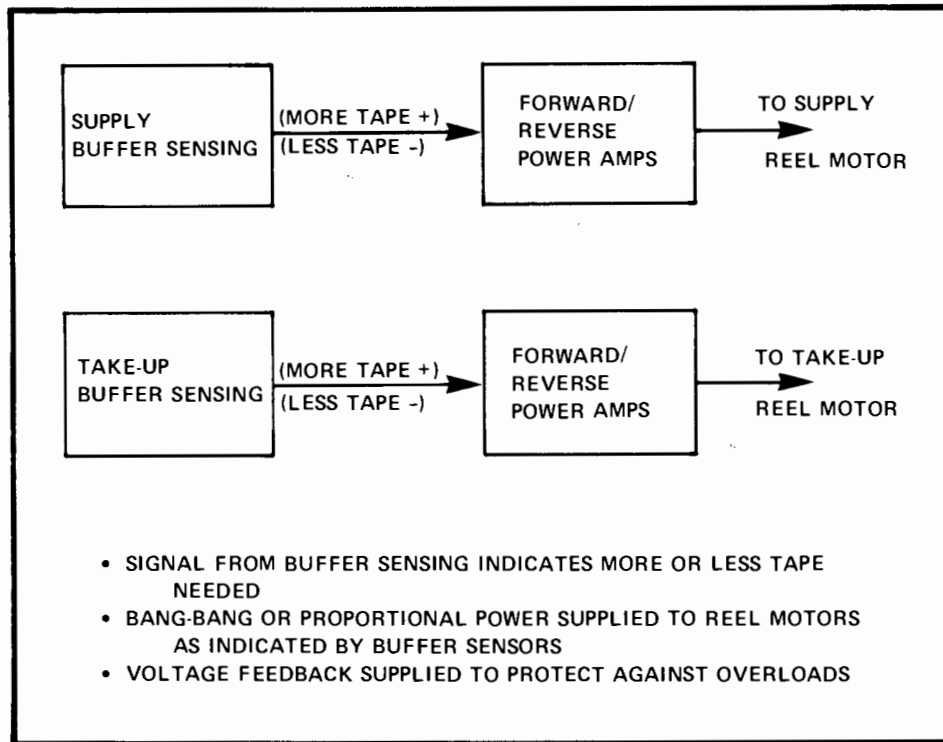 SUPPLY
BUFFER SENSING
(MORE TAPE +)
(LESS TAPE -)
FORWARD/
REVERSE
POWER AMPS
TO SUPPLY
REEL MOTOR
TAKE-UP
BUFFER SENSING
(MORE TAPE +)
(LESS TAPE -)
FORWARD/
REVERSE
POWER AMPS
TO TAKE-UP
REEL MOTOR
• SIGNAL FROM BUFFER SENSING INDICATES MORE OR LESS TAPE
NEEDED
• BANG-BANG OR PROPORTIONAL POWER SUPPLIED TO REEL MOTORS
AS INDICATED BY BUFFER SENSORS
• VOLTAGE FEEDBACK SUPPLIED TO PROTECT AGAINST OVERLOADS